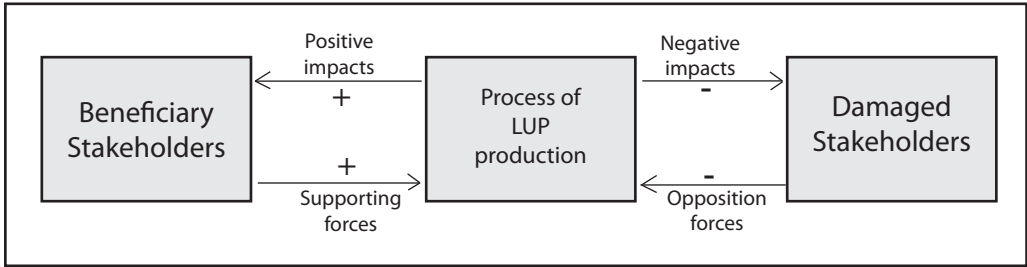 Beneficiary
Stakeholders
Positive
impacts
+
+
Supporting
forces
Process of
LUP
production
Negative
impacts
-
-
Opposition
forces
Damaged
Stakeholders